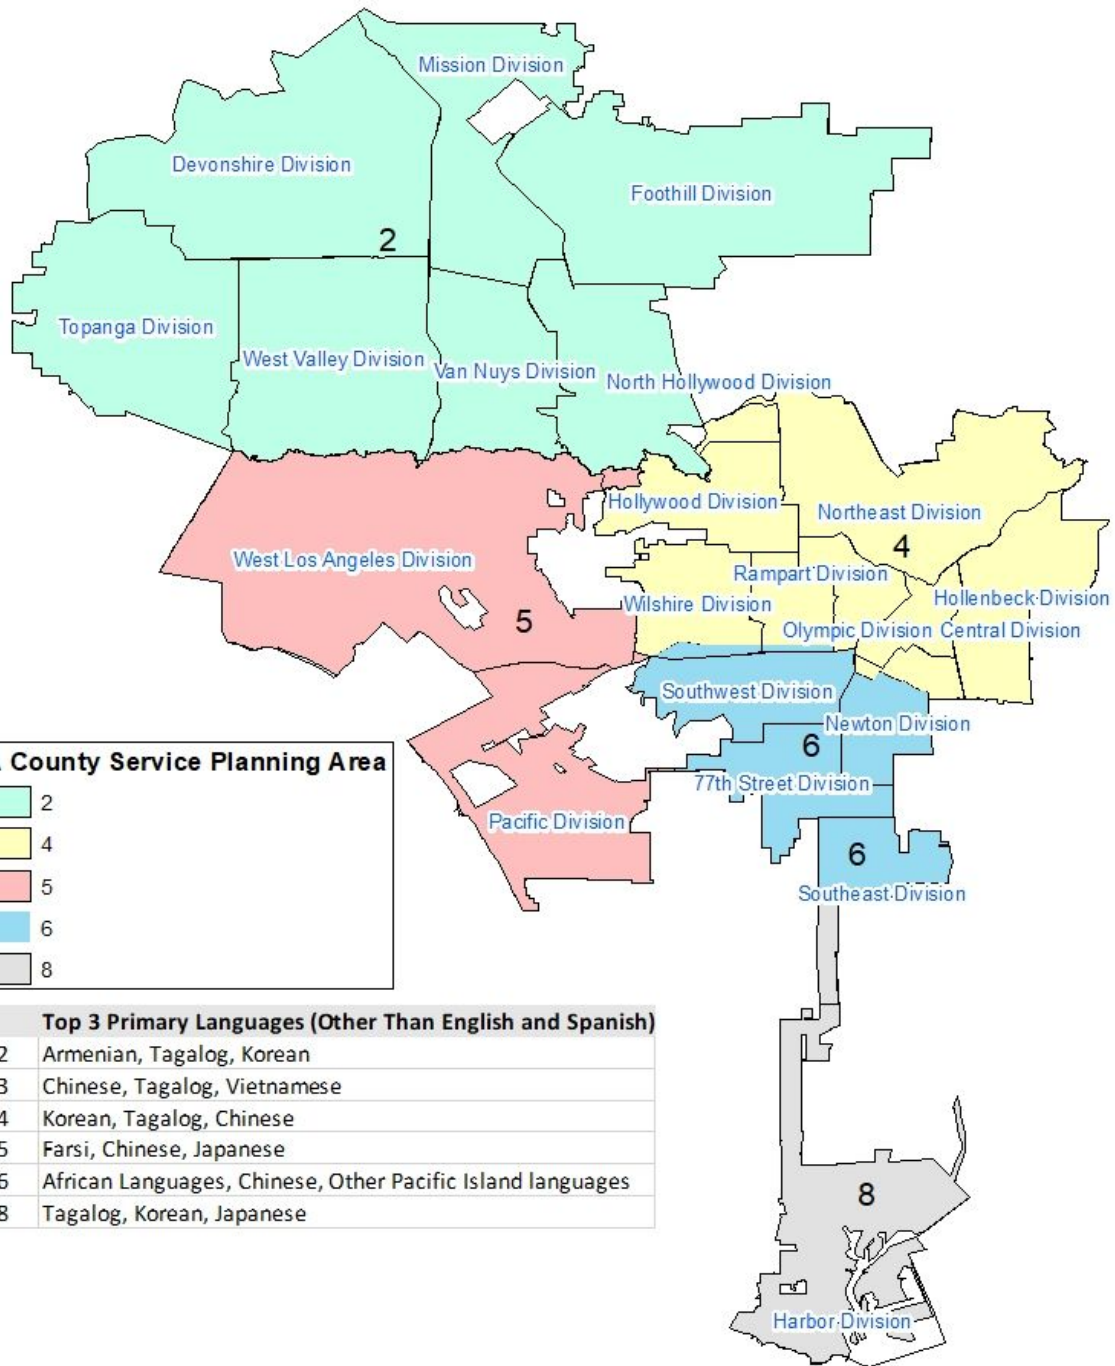 Mission Division
Devonshire Division
Foothill Division
2
Topanga Division
West Valley Division
Van Nuys Division
North Hollywood Division
Hollywood Division
Northeast Division
4
West Los Angeles Division
Rampart Division
Hollenbeck Division
Wilshire Division
5
Olympic Division
Central Division
Southwest Division
Newton Division
6
77th Street Division
Pacific Division
6
Southeast Division
County Service Planning Area
2
4
5
6
8
Top 3 Primary Languages (Other Than English and Spanish)
2 Armenian, Tagalog, Korean
3 Chinese, Tagalog, Vietnamese
4 Korean, Tagalog, Chinese
5 Farsi, Chinese, Japanese
6 African Languages, Chinese, Other Pacific Island languages
8 Tagalog, Korean, Japanese
8
Harbor Division